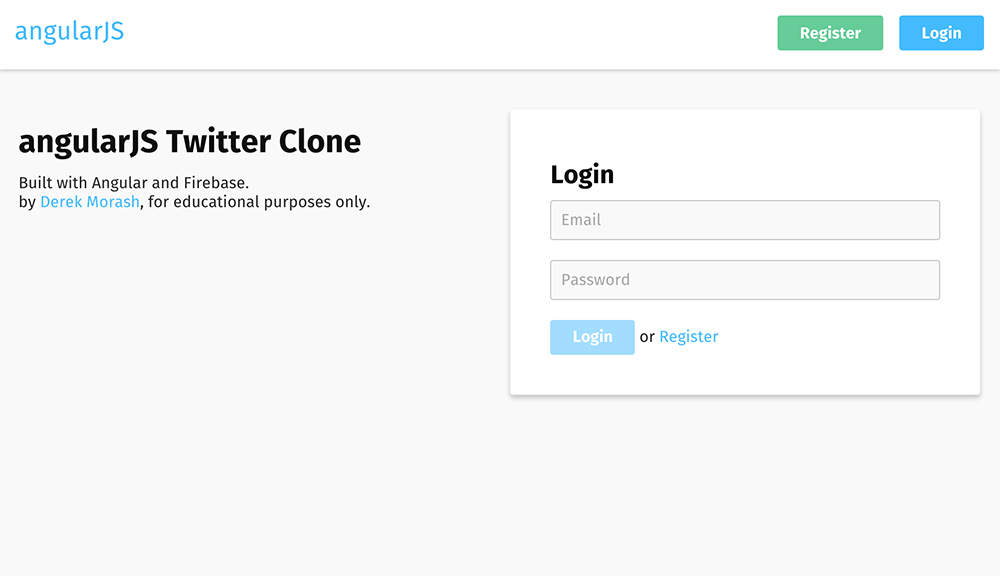 angularJS
Register
Login
angularJS Twitter Clone
Built with Angular and Firebase.
by Derek Morash, for educational purposes only.
Login
Email
Password
Login or Register